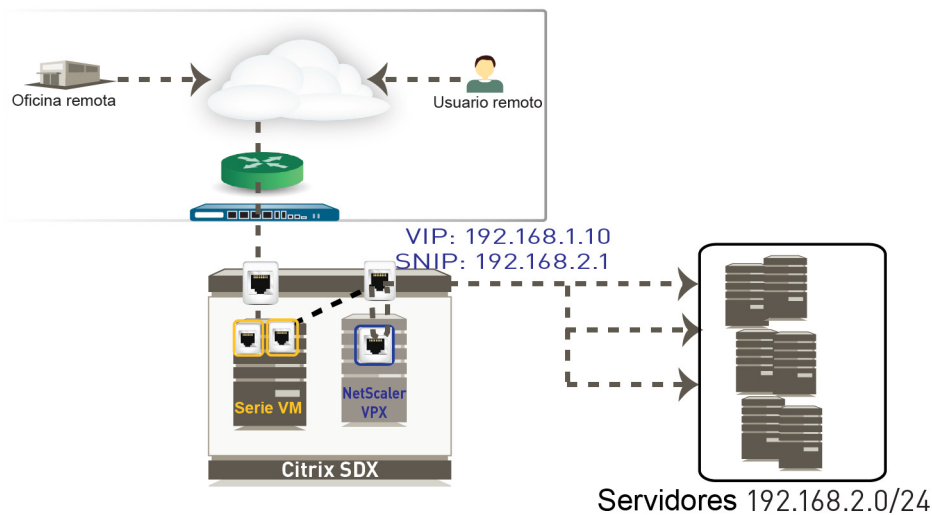 Oficina remota
Usuario remoto
VIP: 192.168.1.10
SNIP: 192.168.2.1
Serie VM
NetScaler
VPX
Citrix SDX
Servidores 192.168.2.0/24